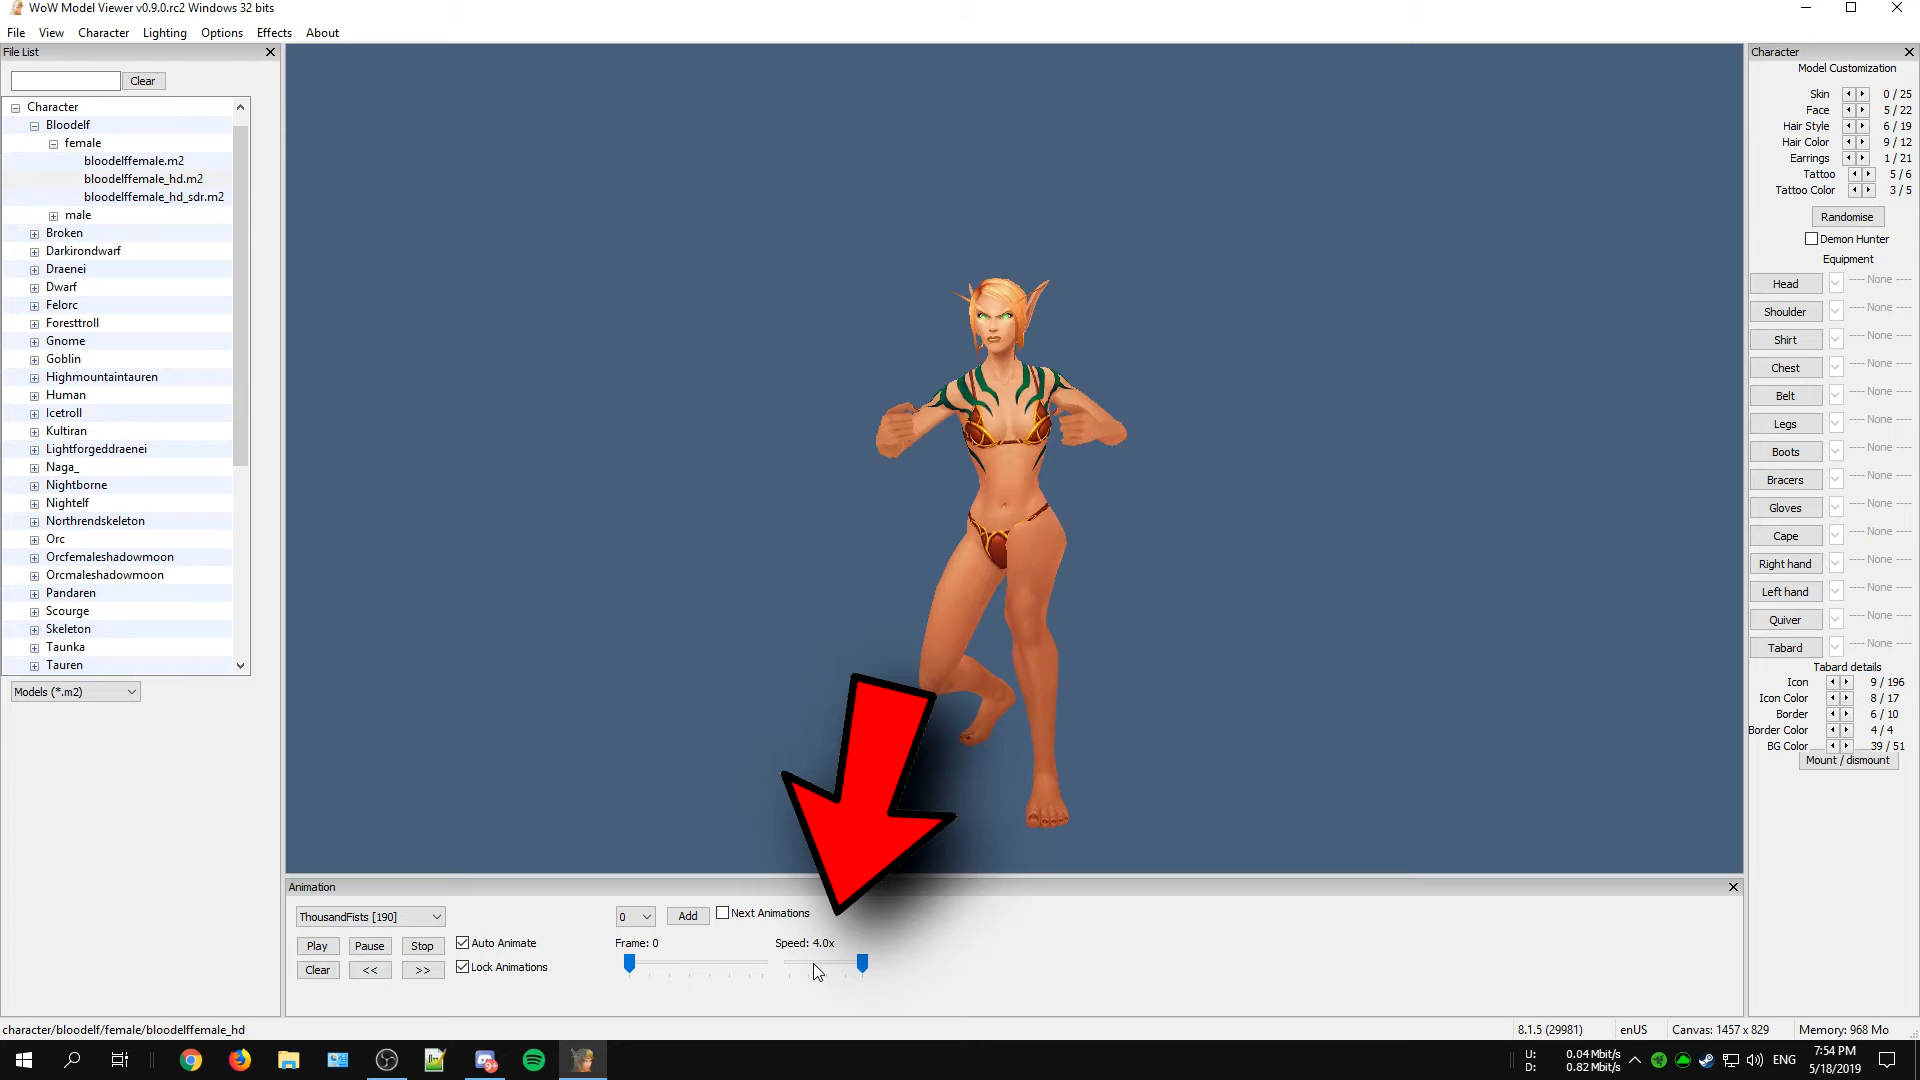 WoW Model Viewer v0.9.0.rc2 Windows 32 bits
File View Character Lighting Options Effects About
File List
Clear
Character
Bloodelf
female
bloodelffemale.m2
bloodelffemale_hd.m2
bloodelffemale_hd_sdr.m2
male
Broken
Darkirondwarf
Draenei
Dwarf
Felorc
Foresttroll
Gnome
Goblin
Highmountaintauren
Human
Icetroll
Kultiran
Lightforgeddraenei
Naga_
Nightborne
Nightelf
Northrendskeleton
Orc
Orcfemaleshadowmoon
Orcmaleshadowmoon
Pandaren
Scourge
Skeleton
Taunka
Tauren
Models (*.m2)
Character
Model Customization
Skin 0 / 25
Face 5 / 22
Hair Style 6 / 19
Hair Color 9 / 12
Earrings 1 / 21
Tattoo 5 / 6
Tattoo Color 3 / 5
Randomise
Demon Hunter
Equipment
Head ---- None ----
Shoulder ---- None ----
Shirt ---- None ----
Chest ---- None ----
Belt ---- None ----
Legs ---- None ----
Boots ---- None ----
Bracers ---- None ----
Gloves ---- None ----
Cape ---- None ----
Right hand ---- None ----
Left hand ---- None ----
Quiver ---- None ----
Tabard ---- None ----
Tabard details
Icon 9 / 196
Icon Color 8 / 17
Border 6 / 10
Border Color 4 / 4
BG Color 39 / 51
Mount / dismount
Animation
ThousandFists [190] 0 Add Next Animations
Play Pause Stop Auto Animate Frame: 0 Speed: 4.0x
Clear << >> Lock Animations
character/bloodelf/female/bloodelffemale_hd 8.1.5 (29981) enUS Canvas: 1457 x 829 Memory: 968 Mo
9+
U: 0.04 Mbit/s
D: 0.82 Mbit/s
ENG
7:54 PM
5/18/2019